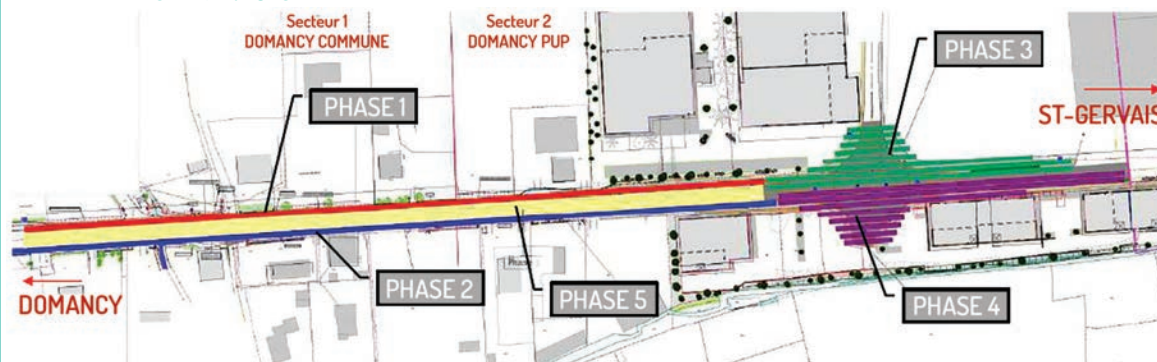 Secteur 1
DOMANCY COMMUNE
Secteur 2
DOMANCY PUP
PHASE 3
PHASE 1
ST-GERVAIS
PHASE 2
PHASE 5
DOMANCY
PHASE 4